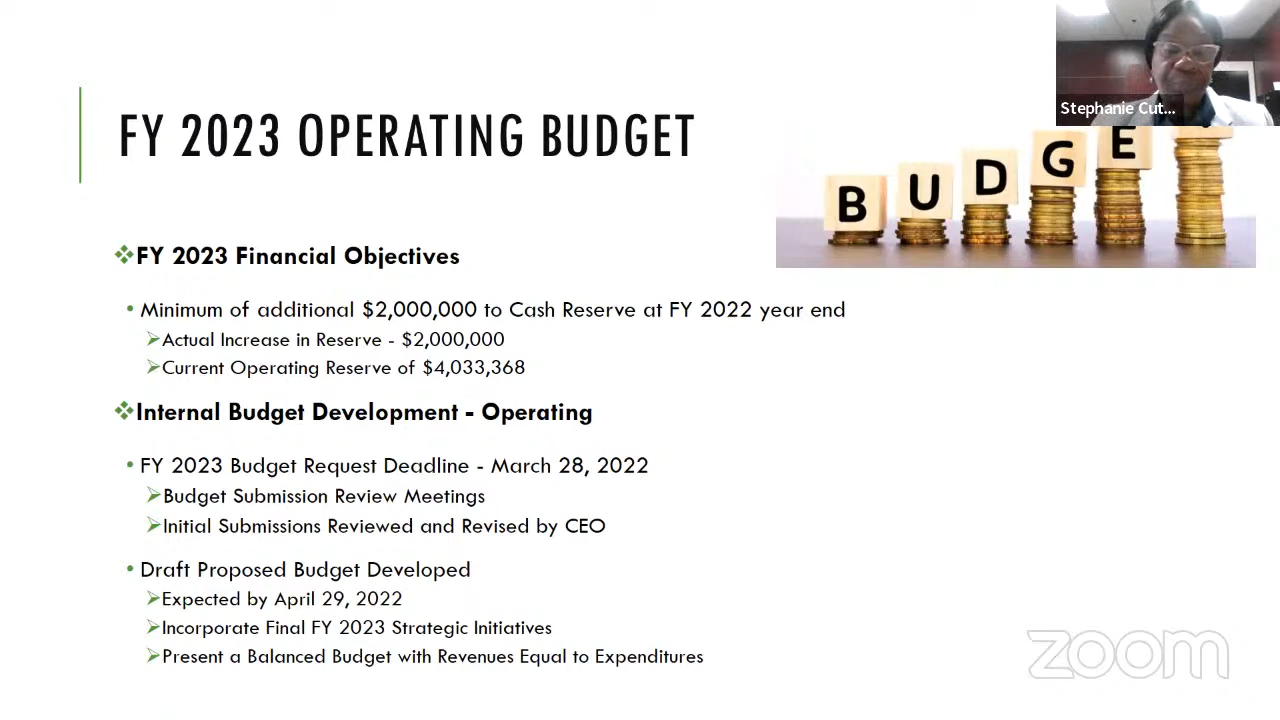 Stephanie Cut...
FY 2023 OPERATING BUDGET
B U D G E
FY 2023 Financial Objectives
Minimum of additional $2,000,000 to Cash Reserve at FY 2022 year end
Actual Increase in Reserve - $2,000,000
Current Operating Reserve of $4,033,368
Internal Budget Development - Operating
FY 2023 Budget Request Deadline - March 28, 2022
Budget Submission Review Meetings
Initial Submissions Reviewed and Revised by CEO
Draft Proposed Budget Developed
Expected by April 29, 2022
Incorporate Final FY 2023 Strategic Initiatives
Present a Balanced Budget with Revenues Equal to Expenditures
zoom